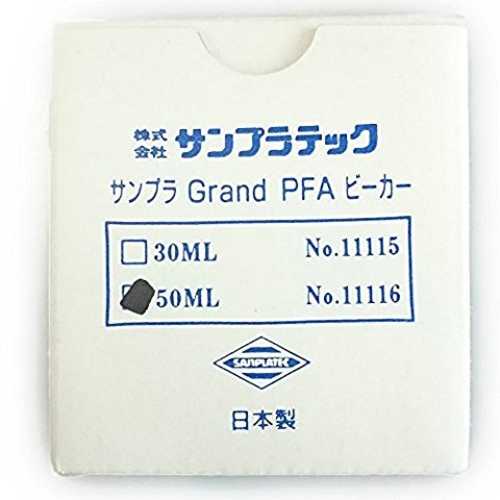 株式会社 サンプラテック
サンプラ Grand PFA ビーカー
30ML No.11115
50ML No.11116
SANPLATEC
日本製